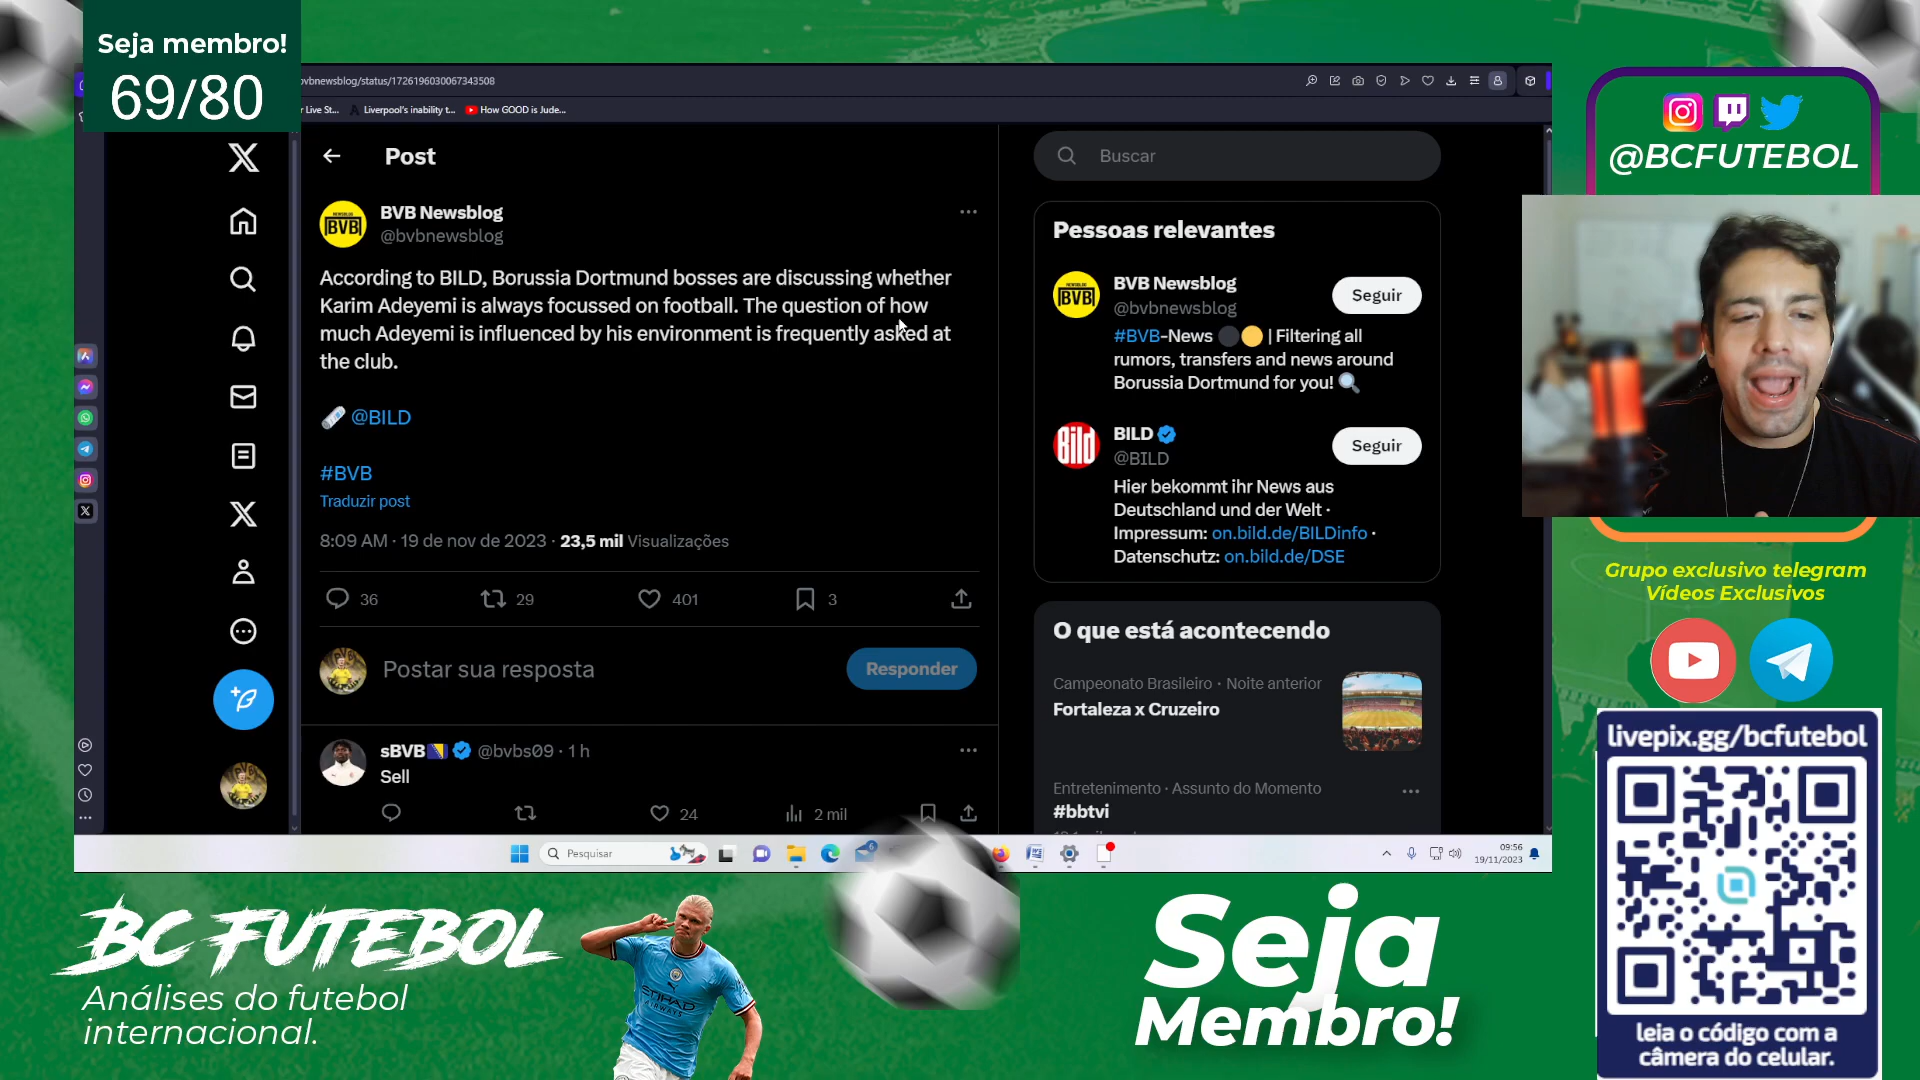 Seja membro!
69/80
vbnewsblog/status/1726196030067343508
r Live St...
Liverpool's inability t...
How GOOD is Jude...
Post
BVB Newsblog
@bvbnewsblog
According to BILD, Borussia Dortmund bosses are discussing whether
Karim Adeyemi is always focussed on football. The question of how
much Adeyemi is influenced by his environment is frequently asked at
the club.
@BILD
#BVB
Traduzir post
8:09 AM · 19 de nov de 2023 · 23,5 mil Visualizações
36
29
401
3
Postar sua resposta
Responder
sBVB @bvbs09 · 1 h
Sell
24
2 mil
Buscar
Pessoas relevantes
BVB Newsblog
@bvbnewsblog
Seguir
#BVB-News | Filtering all
rumors, transfers and news around
Borussia Dortmund for you!
BILD
@BILD
Seguir
Hier bekommt ihr News aus
Deutschland und der Welt ·
Impressum: on.bild.de/BILDinfo ·
Datenschutz: on.bild.de/DSE
O que está acontecendo
Campeonato Brasileiro · Noite anterior
Fortaleza x Cruzeiro
Entretenimento · Assunto do Momento
#bbtvi
Pesquisar
6
09:56
19/11/2023
@BCFUTEBOL
Grupo exclusivo telegram
Vídeos Exclusivos
livepix.gg/bcfutebol
leia o código com a
câmera do celular.
BC FUTEBOL
Análises do futebol
internacional.
ETIHAD
AIRWAYS
Seja
Membro!